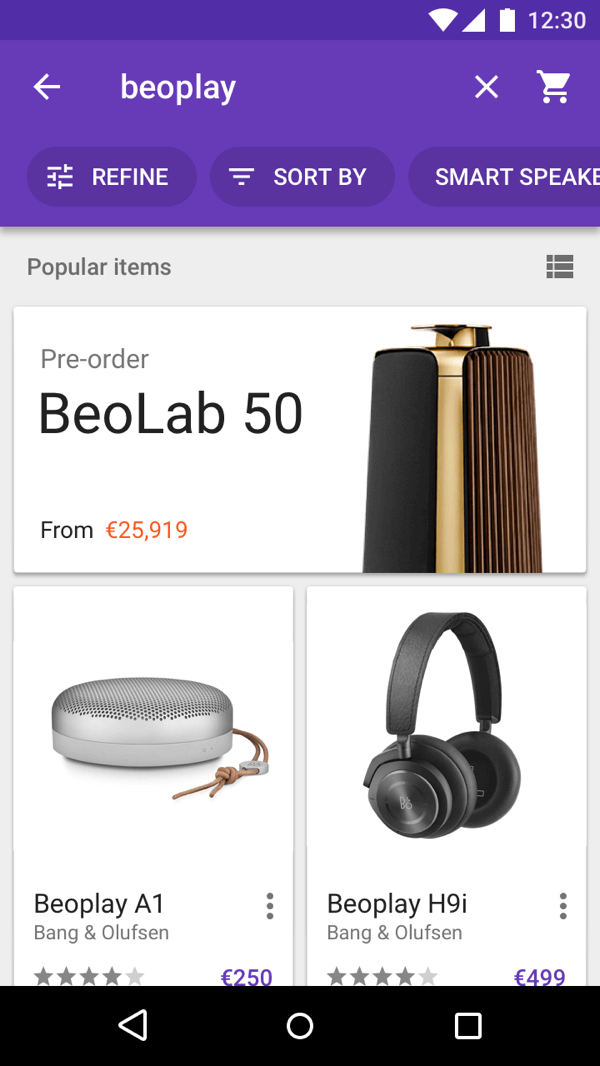 12:30
beoplay
REFINE
SORT BY
SMART SPEAKE
Popular items
Pre-order
BeoLab 50
From €25,919
B&O
Beoplay A1
Beoplay H9i
Bang & Olufsen
Bang & Olufsen
€250
€499